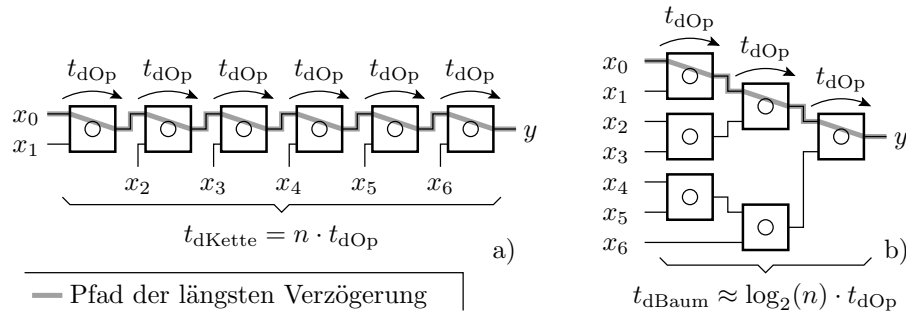 t_dOp t_dOp t_dOp t_dOp t_dOp t_dOp
x_0
x_1
y
x_2 x_3 x_4 x_5 x_6
t_dKette = n · t_dOp
a)
Pfad der längsten Verzögerung
t_dOp
t_dOp
t_dOp
x_0
x_1
x_2
x_3
x_4
x_5
x_6
y
b)
t_dBaum ≈ log_2(n) · t_dOp